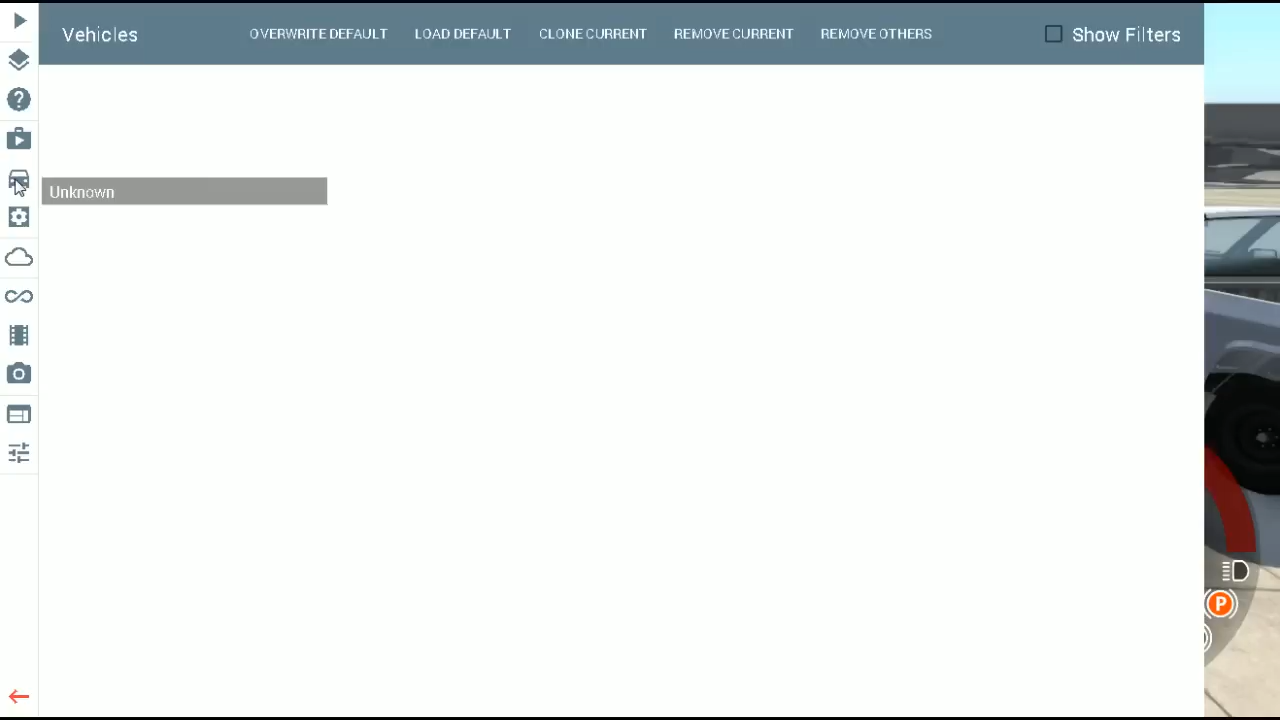 Vehicles
OVERWRITE DEFAULT
LOAD DEFAULT
CLONE CURRENT
REMOVE CURRENT
REMOVE OTHERS
Show Filters
Unknown
P